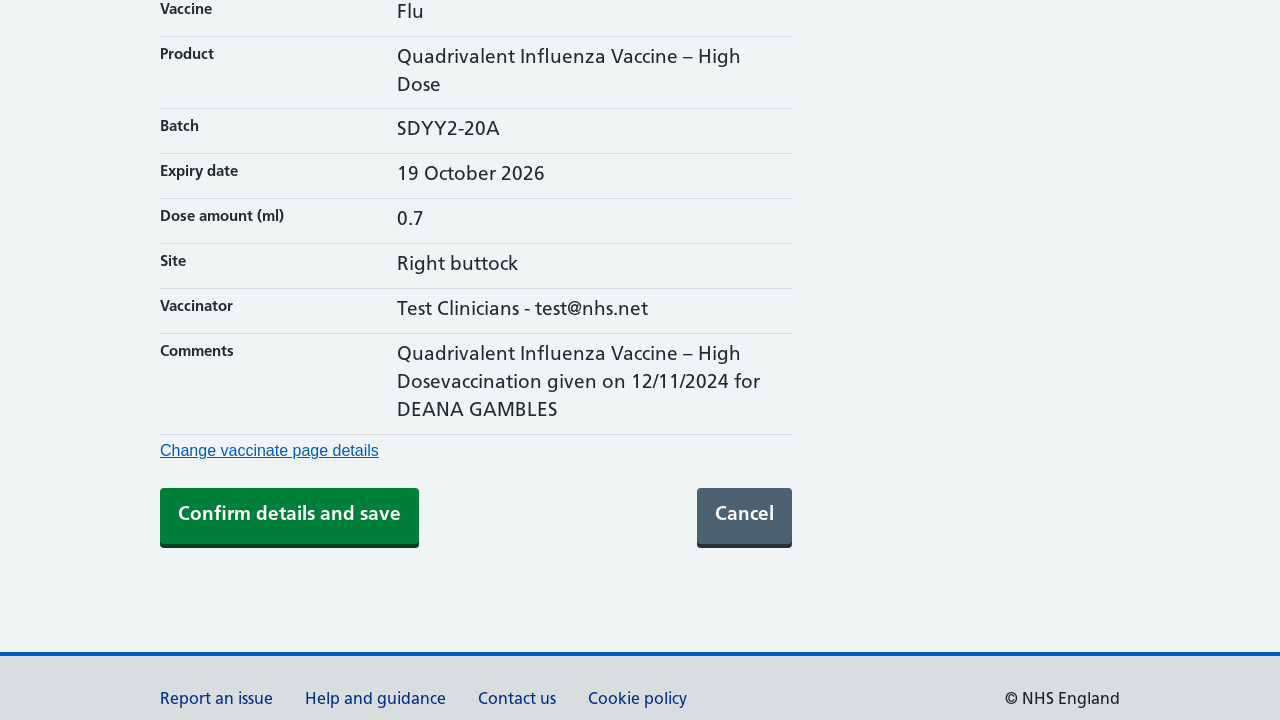 Vaccine Flu
Product Quadrivalent Influenza Vaccine – High
Dose
Batch SDYY2-20A
Expiry date 19 October 2026
Dose amount (ml) 0.7
Site Right buttock
Vaccinator Test Clinicians - test@nhs.net
Comments Quadrivalent Influenza Vaccine – High
Dosevaccination given on 12/11/2024 for
DEANA GAMBLES
Change vaccinate page details
Confirm details and save Cancel
Report an issue Help and guidance Contact us Cookie policy © NHS England